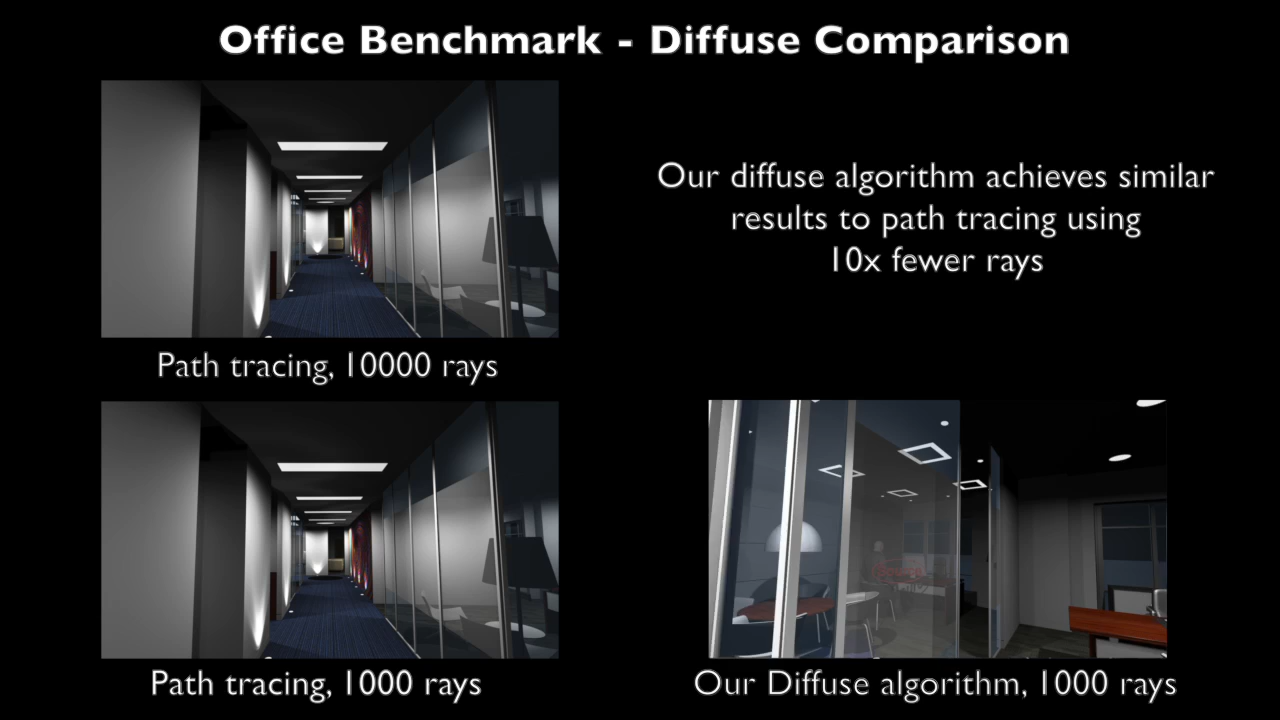 Office Benchmark - Diffuse Comparison
Our diffuse algorithm achieves similar
results to path tracing using
10x fewer rays
Path tracing, 10000 rays
Source
Path tracing, 1000 rays
Our Diffuse algorithm, 1000 rays